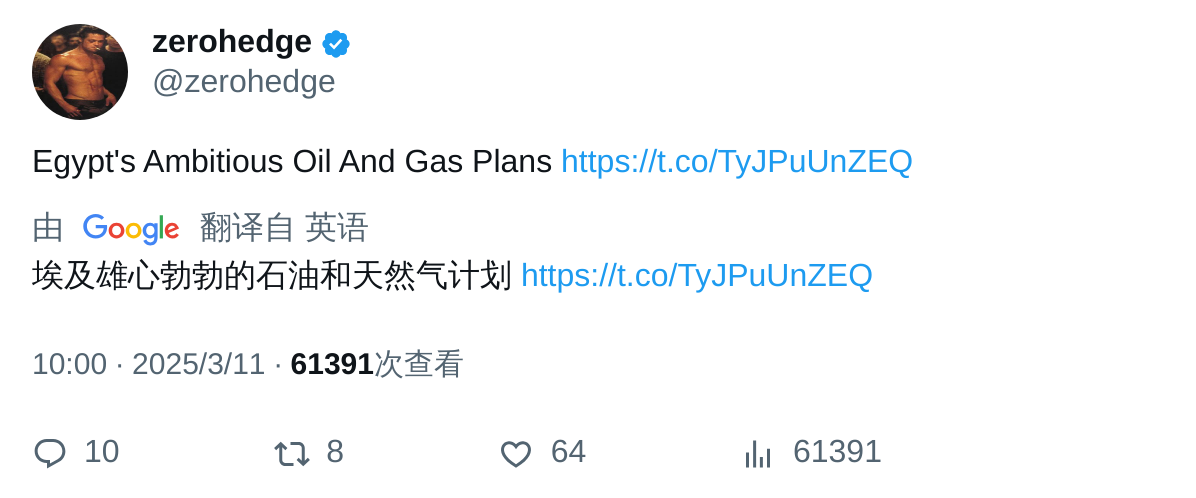 zerohedge
@zerohedge
Egypt's Ambitious Oil And Gas Plans https://t.co/TyJPuUnZEQ
由 Google 翻译自 英语
埃及雄心勃勃的石油和天然气计划 https://t.co/TyJPuUnZEQ
10:00 · 2025/3/11 · 61391次查看
10 8 64 61391